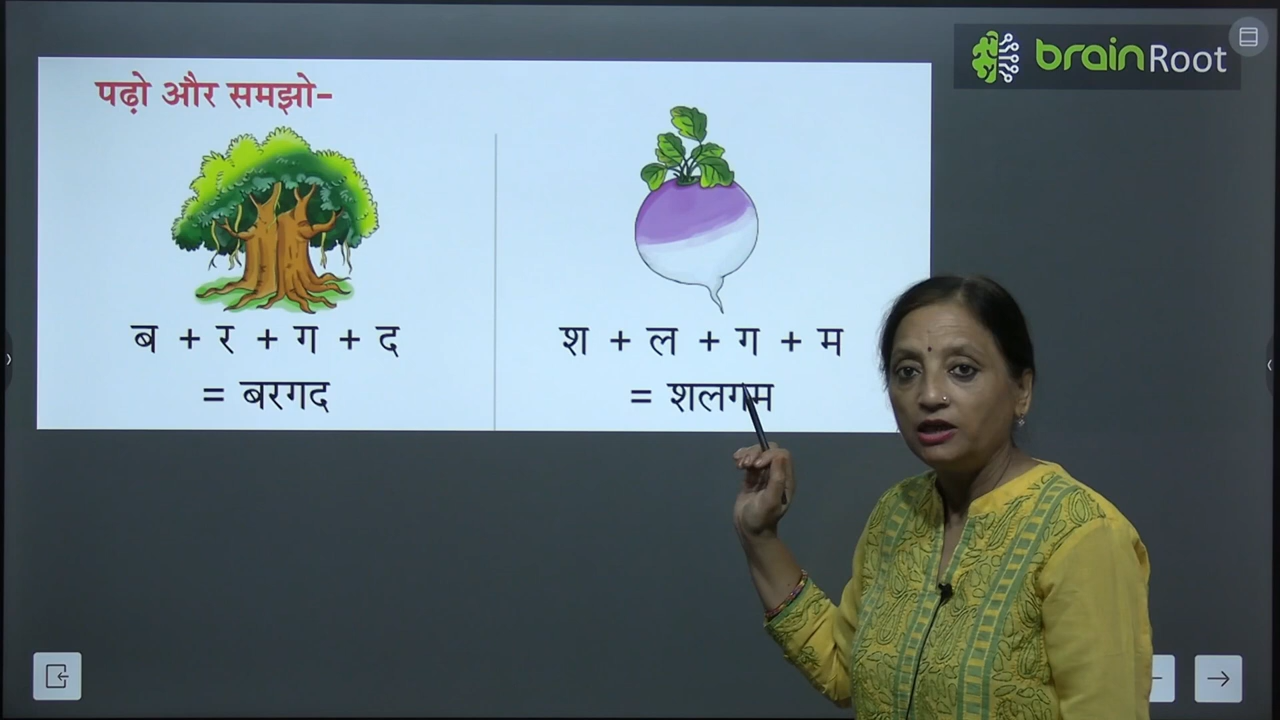 brainRoot
पढ़ो और समझो-
ब + र + ग + द
= बरगद
श + ल + ग + म
= शलगम